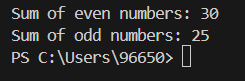 Sum of even numbers: 30
Sum of odd numbers: 25
PS C:\Users\96650>